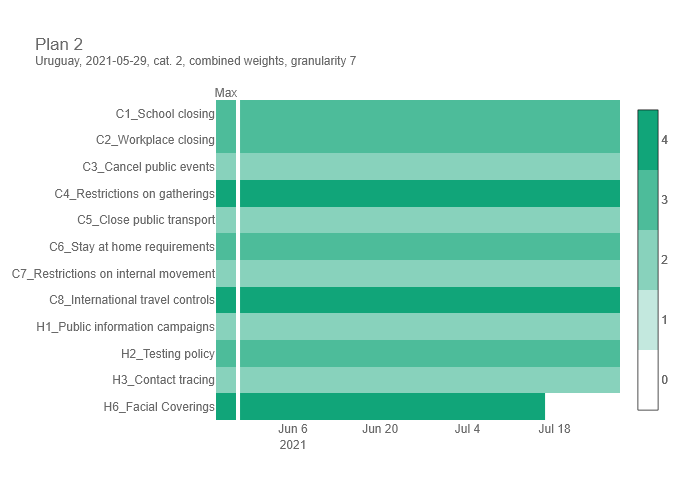 Plan 2
Uruguay, 2021-05-29, cat. 2, combined weights, granularity 7
Max
C1_School closing
C2_Workplace closing
C3_Cancel public events
C4_Restrictions on gatherings
C5_Close public transport
C6_Stay at home requirements
C7_Restrictions on internal movement
C8_International travel controls
H1_Public information campaigns
H2_Testing policy
H3_Contact tracing
H6_Facial Coverings
Jun 6 Jun 20 Jul 4 Jul 18
2021
4
3
2
1
0